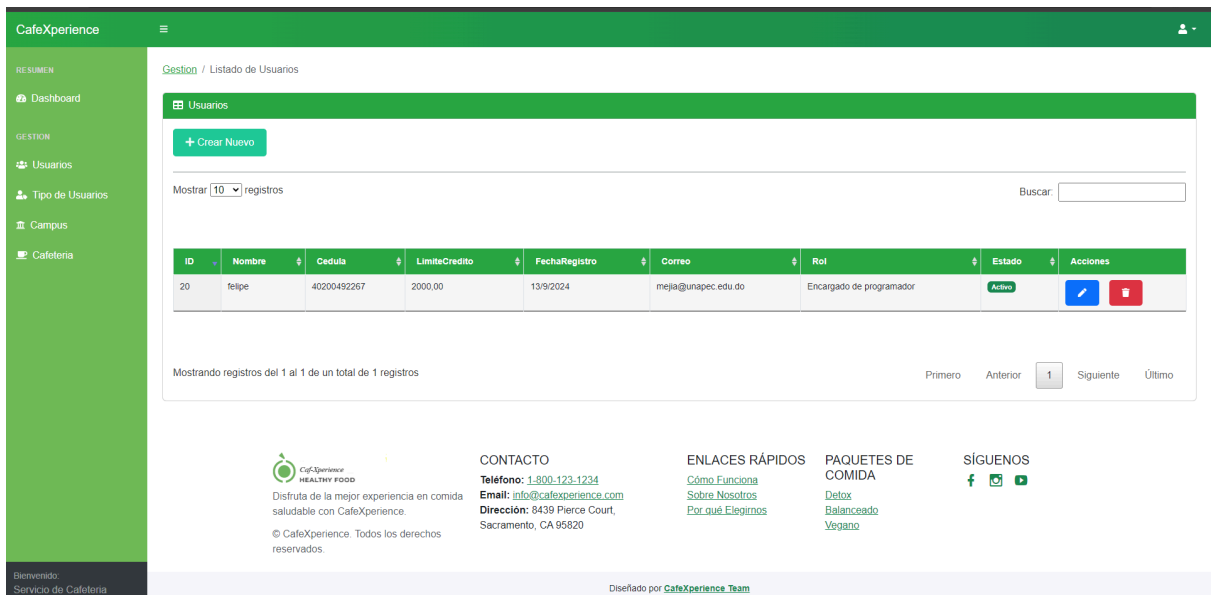 CafeXperience
RESUMEN
Dashboard
GESTION
Usuarios
Tipo de Usuarios
Campus
Cafeteria
Bienvenido:
Servicio de Cafeteria
Gestion / Listado de Usuarios
Usuarios
+ Crear Nuevo
Mostrar 10 registros
Buscar:
ID Nombre Cedula LimiteCredito FechaRegistro Correo Rol Estado Acciones
20 felipe 40200492267 2000,00 13/9/2024 mejia@unapec.edu.do Encargado de programador Activo
Mostrando registros del 1 al 1 de un total de 1 registros
Primero Anterior 1 Siguiente Último
Caf-Xperience
HEALTHY FOOD
Disfruta de la mejor experiencia en comida
saludable con CafeXperience.
© CafeXperience. Todos los derechos
reservados.
CONTACTO
Teléfono: 1-800-123-1234
Email: info@cafexperience.com
Dirección: 8439 Pierce Court,
Sacramento, CA 95820
ENLACES RÁPIDOS
Cómo Funciona
Sobre Nosotros
Por qué Elegirnos
PAQUETES DE
COMIDA
Detox
Balanceado
Vegano
SÍGUENOS
Diseñado por CafeXperience Team